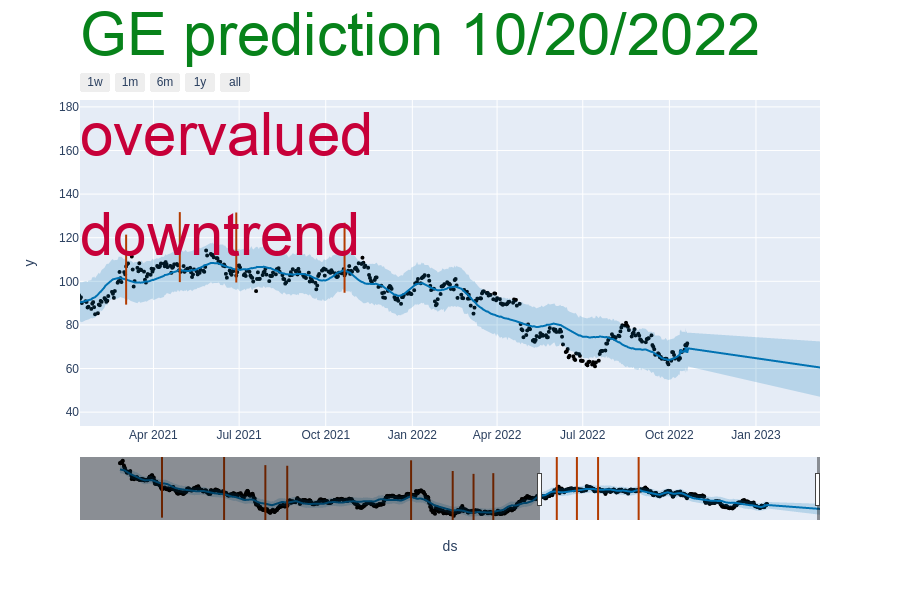 GE prediction 10/20/2022
1w 1m 6m 1y all
180
overvalued
160
140
downtrend
120
y
100
80
60
40
Apr 2021 Jul 2021 Oct 2021 Jan 2022 Apr 2022 Jul 2022 Oct 2022 Jan 2023
ds